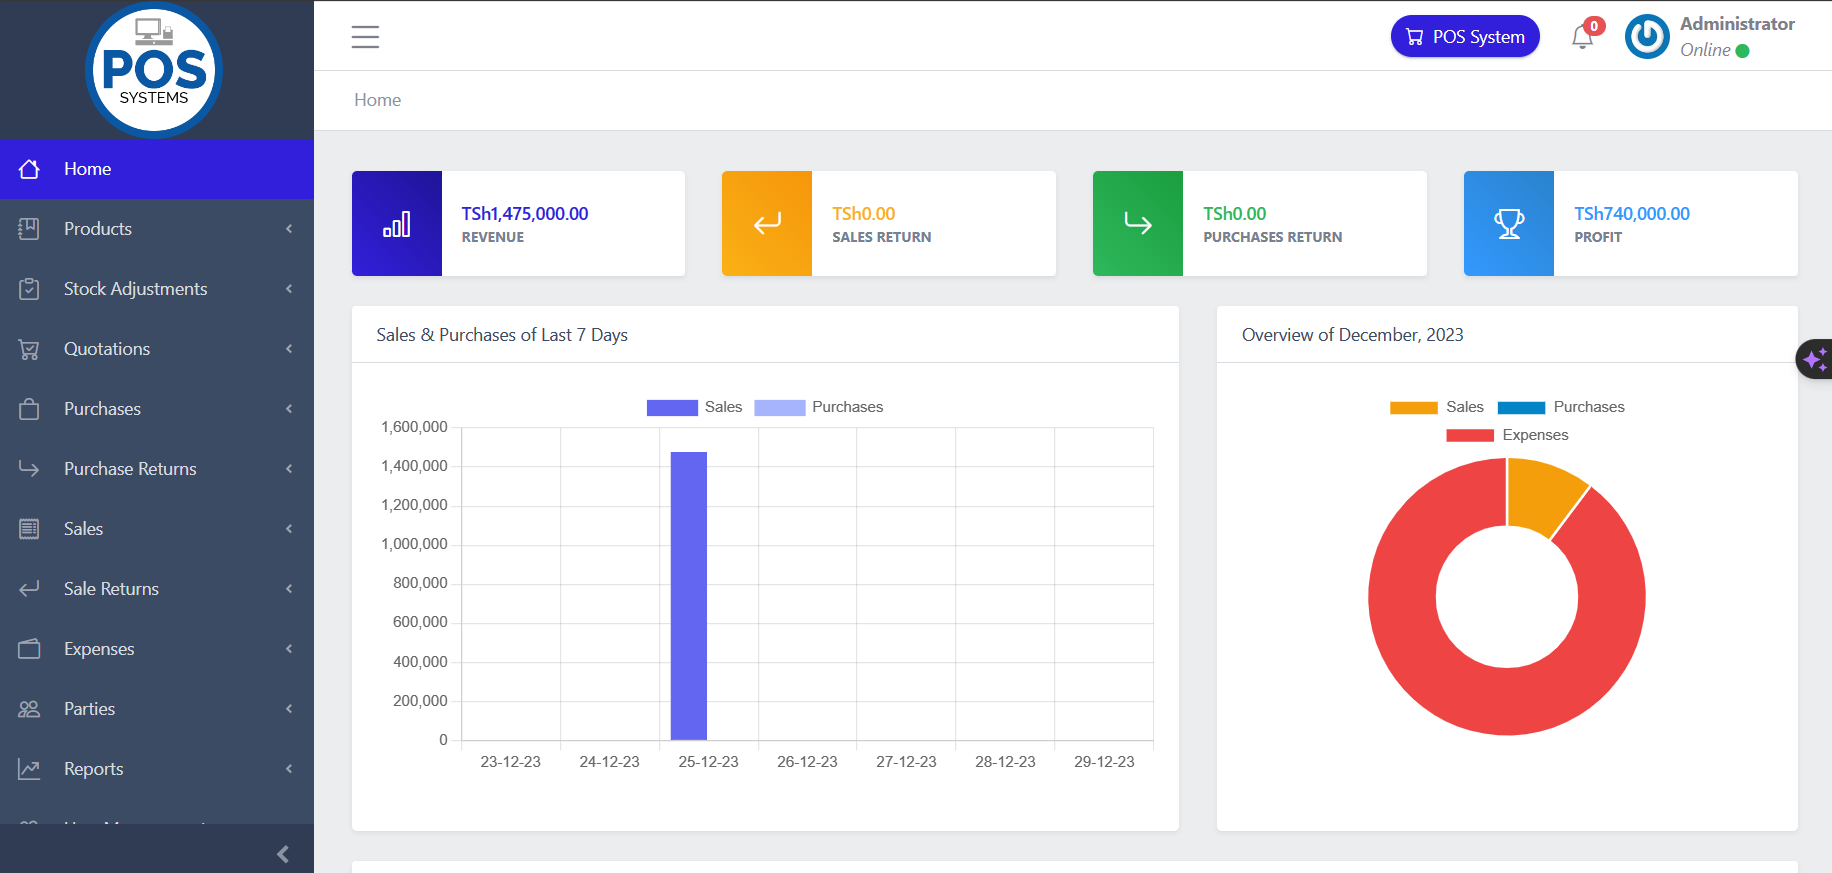 POS
SYSTEMS
POS System
0
Administrator
Online
Home
Home
Products
Stock Adjustments
Quotations
Purchases
Purchase Returns
Sales
Sale Returns
Expenses
Parties
Reports
TSh1,475,000.00
REVENUE
TSh0.00
SALES RETURN
TSh0.00
PURCHASES RETURN
TSh740,000.00
PROFIT
Sales & Purchases of Last 7 Days
Sales Purchases
1,600,000
1,400,000
1,200,000
1,000,000
800,000
600,000
400,000
200,000
0
23-12-23 24-12-23 25-12-23 26-12-23 27-12-23 28-12-23 29-12-23
Overview of December, 2023
Sales Purchases
Expenses